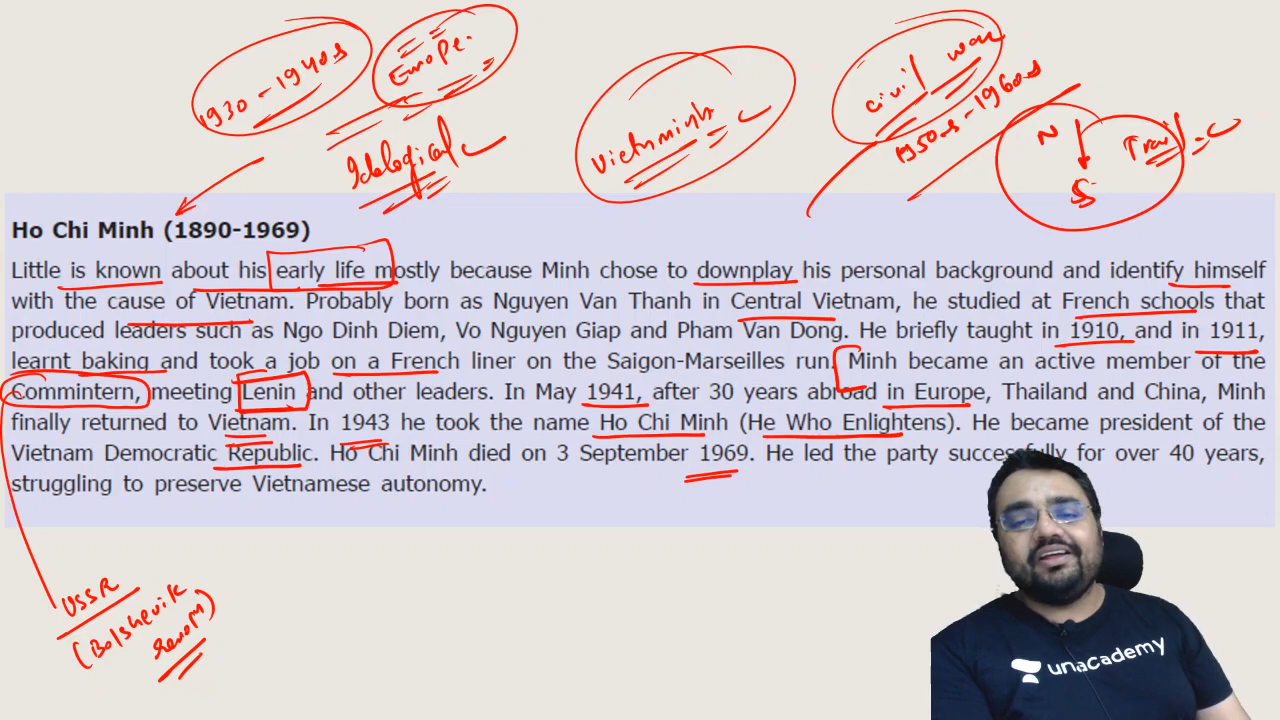 1930-1940s
Europe.
Idelogical
Vietnminh
civil war
1950s-1960s
N
S
Trail
Ho Chi Minh (1890-1969)
Little is known about his early life mostly because Minh chose to downplay his personal background and identify himself
with the cause of Vietnam. Probably born as Nguyen Van Thanh in Central Vietnam, he studied at French schools that
produced leaders such as Ngo Dinh Diem, Vo Nguyen Giap and Pham Van Dong. He briefly taught in 1910, and in 1911,
learnt baking and took a job on a French liner on the Saigon-Marseilles run. Minh became an active member of the
Commintern, meeting Lenin and other leaders. In May 1941, after 30 years abroad in Europe, Thailand and China, Minh
finally returned to Vietnam. In 1943 he took the name Ho Chi Minh (He Who Enlightens). He became president of the
Vietnam Democratic Republic. Ho Chi Minh died on 3 September 1969. He led the party successfully for over 40 years,
struggling to preserve Vietnamese autonomy.
USSR
(Bolshevik
unacademy